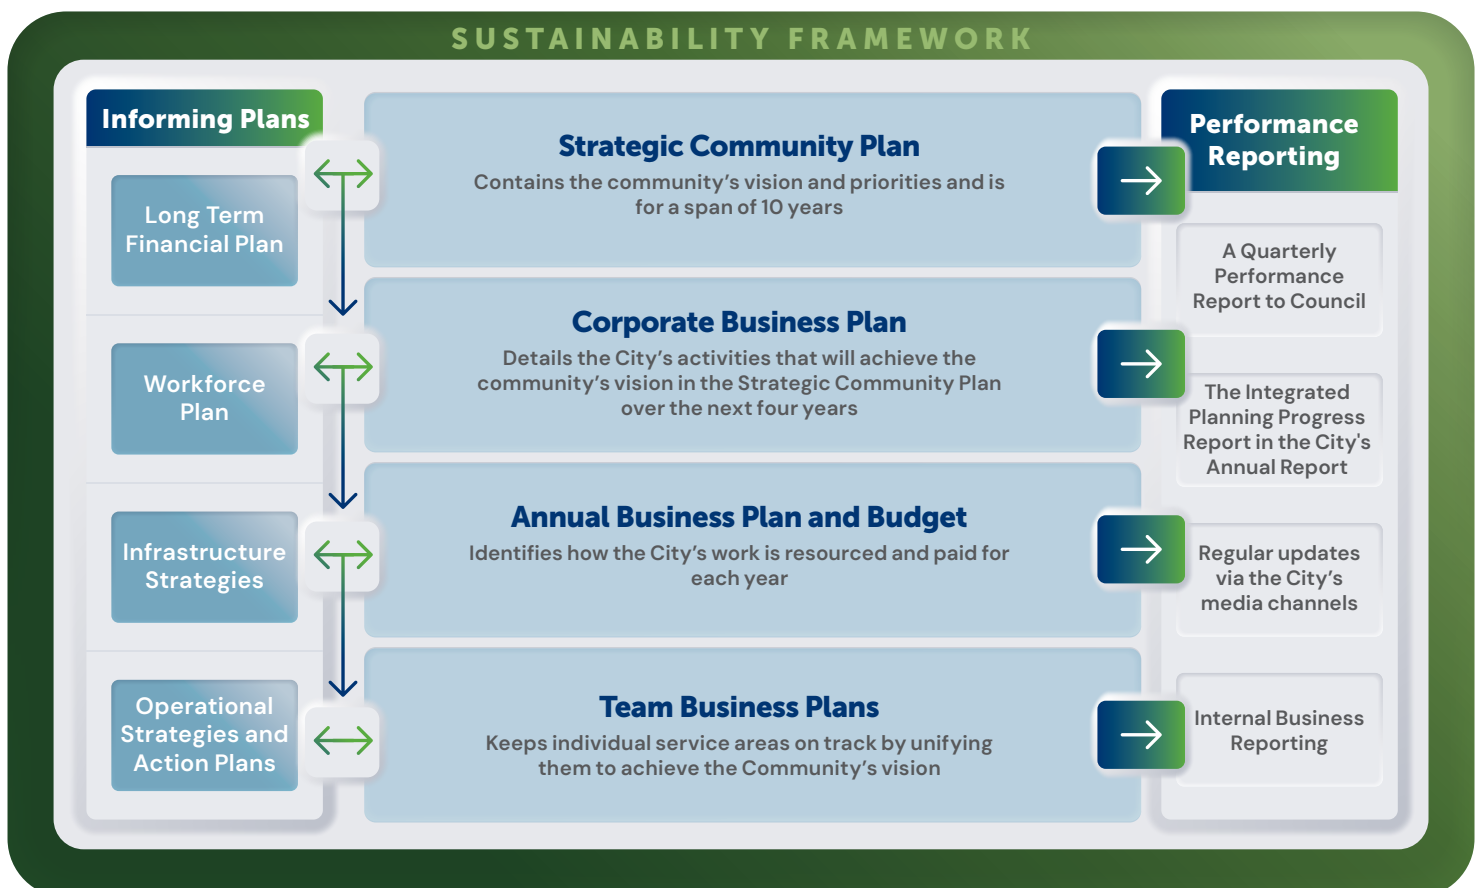 SUSTAINABILITY FRAMEWORK
Informing Plans
Long Term
Financial Plan
Workforce
Plan
Infrastructure
Strategies
Operational
Strategies and
Action Plans
Strategic Community Plan
Contains the community’s vision and priorities and is
for a span of 10 years
Corporate Business Plan
Details the City’s activities that will achieve the
community’s vision in the Strategic Community Plan
over the next four years
Annual Business Plan and Budget
Identifies how the City’s work is resourced and paid for
each year
Team Business Plans
Keeps individual service areas on track by unifying
them to achieve the Community’s vision
Performance
Reporting
A Quarterly
Performance
Report to Council
The Integrated
Planning Progress
Report in the City's
Annual Report
Regular updates
via the City’s
media channels
Internal Business
Reporting